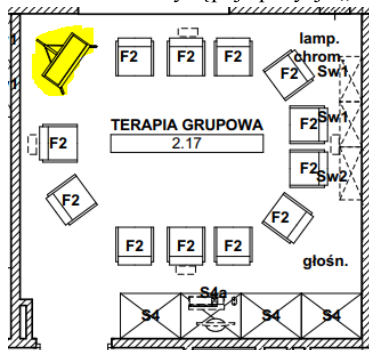 F2 F2 F2
lamp.
chrom.
F2 Sw1
TERAPIA GRUPOWA
F2 Sw1
2.17
F2
F2 Sw2
F2
F2
F2 F2 F2
głośn.
S4a
S4 S4 S4